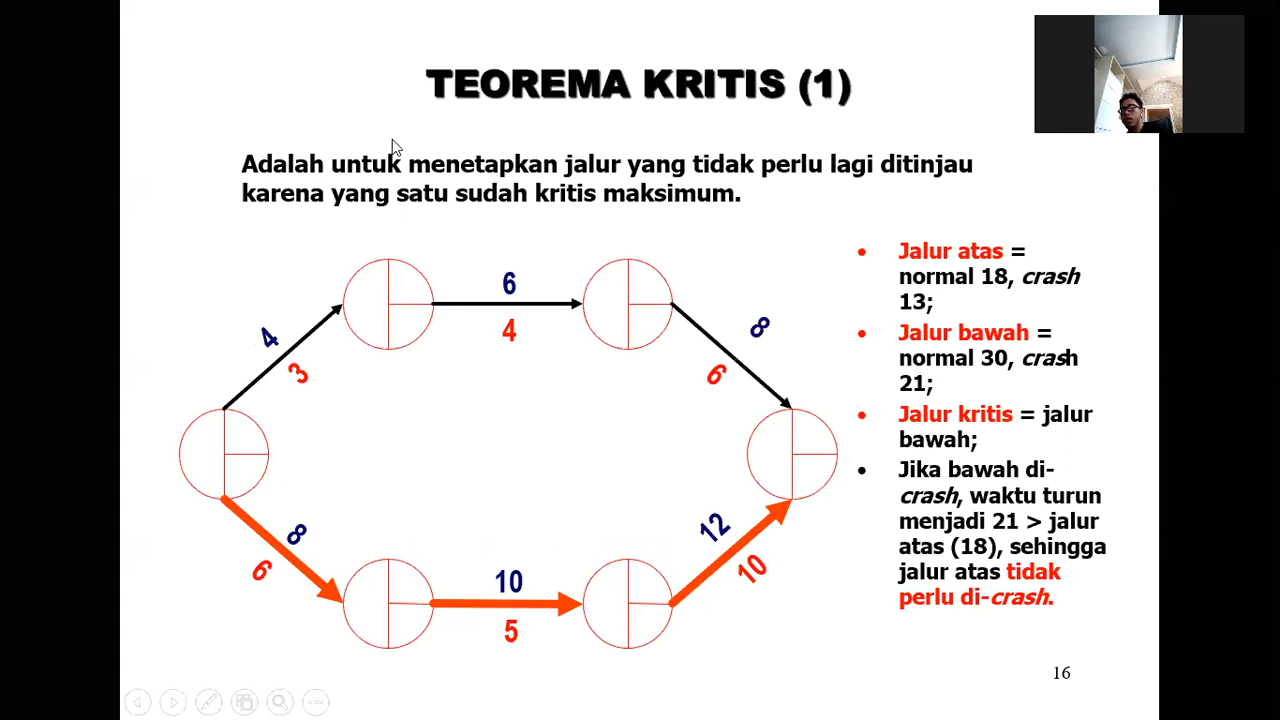 TEOREMA KRITIS (1)
Adalah untuk menetapkan jalur yang tidak perlu lagi ditinjau
karena yang satu sudah kritis maksimum.
4
3
6
4
8
6
8
6
10
5
12
10
• Jalur atas =
normal 18, crash
13;
• Jalur bawah =
normal 30, crash
21;
• Jalur kritis = jalur
bawah;
• Jika bawah di-
crash, waktu turun
menjadi 21 > jalur
atas (18), sehingga
jalur atas tidak
perlu di-crash.
16